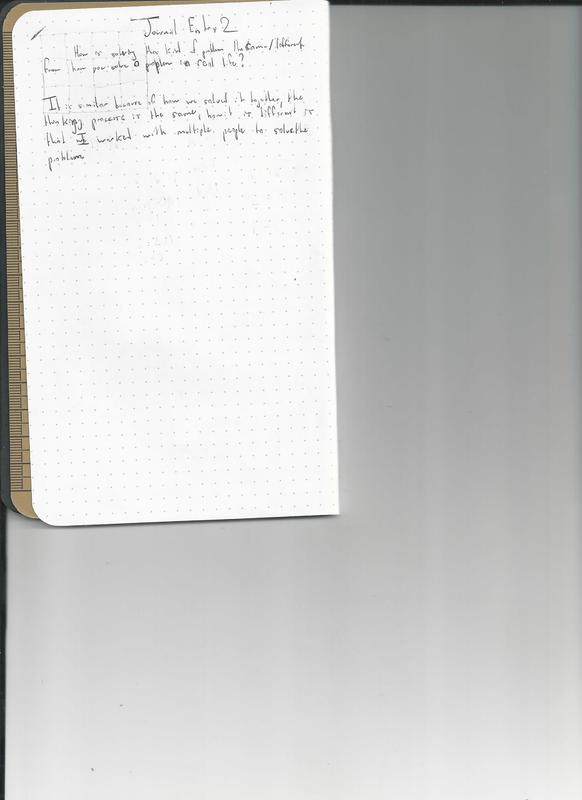 Journal Entry 2
How is solving this kind of problem the same/different
from how you solve a problem in real life?
It is similar because of how we solved it together, the
thinking process is the same, how it is different is
that I worked with multiple people to solve the
problem